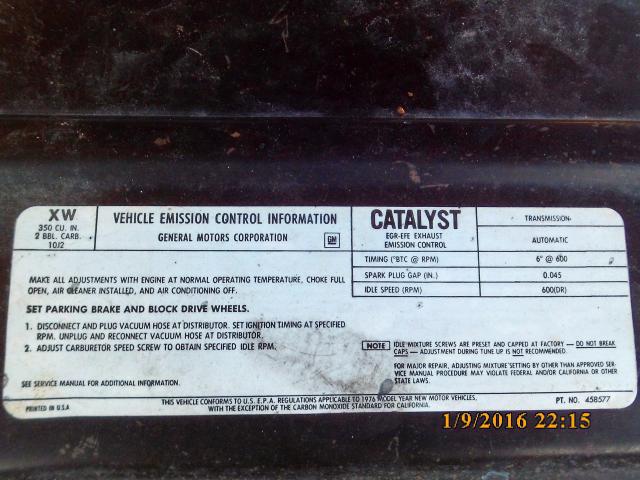 XW
350 CU. IN.
2 BBL. CARB.
10J2
VEHICLE EMISSION CONTROL INFORMATION
GENERAL MOTORS CORPORATION
GM
CATALYST
EGR-EFE EXHAUST
EMISSION CONTROL
TRANSMISSION
AUTOMATIC
TIMING (°BTC @ RPM) 6° @ 600
SPARK PLUG GAP (IN.) 0.045
IDLE SPEED (RPM) 600(DR)
MAKE ALL ADJUSTMENTS WITH ENGINE AT NORMAL OPERATING TEMPERATURE, CHOKE FULL
OPEN, AIR CLEANER INSTALLED, AND AIR CONDITIONING OFF.
SET PARKING BRAKE AND BLOCK DRIVE WHEELS.
1. DISCONNECT AND PLUG VACUUM HOSE AT DISTRIBUTOR. SET IGNITION TIMING AT SPECIFIED
RPM. UNPLUG AND RECONNECT VACUUM HOSE AT DISTRIBUTOR.
2. ADJUST CARBURETOR SPEED SCREW TO OBTAIN SPECIFIED IDLE RPM.
SEE SERVICE MANUAL FOR ADDITIONAL INFORMATION.
NOTE IDLE MIXTURE SCREWS ARE PRESET AND CAPPED AT FACTORY — DO NOT BREAK
CAPS — ADJUSTMENT DURING TUNE UP IS NOT RECOMMENDED.
FOR MAJOR REPAIR, ADJUSTING MIXTURE SETTING BY OTHER THAN APPROVED SER-
VICE MANUAL PROCEDURE MAY VIOLATE FEDERAL AND/OR CALIFORNIA OR OTHER
STATE LAWS.
PRINTED IN U.S.A
THIS VEHICLE CONFORMS TO U.S. E.P.A. REGULATIONS APPLICABLE TO 1976 MODEL YEAR NEW MOTOR VEHICLES,
WITH THE EXCEPTION OF THE CARBON MONOXIDE STANDARD FOR CALIFORNIA.
PT. NO. 458577
1/9/2016 22:15